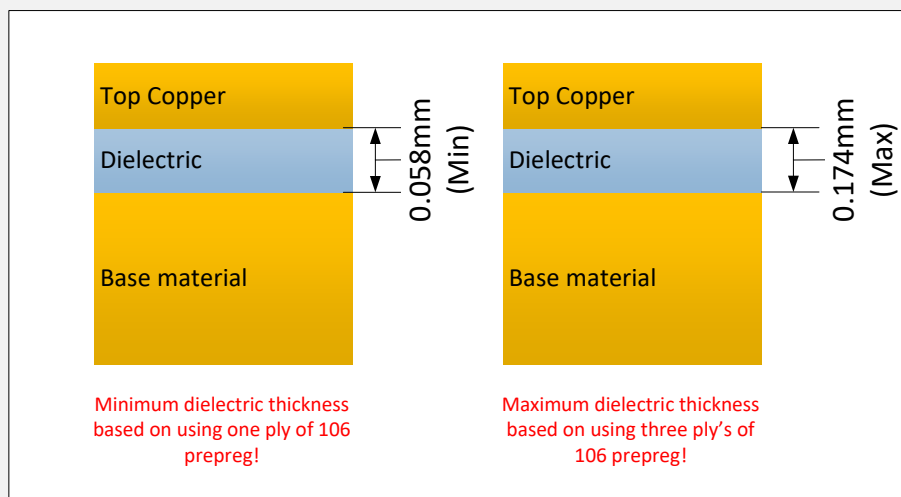 Top Copper
Dielectric
Base material
0.058mm
(Min)
Minimum dielectric thickness
based on using one ply of 106
prepreg!
Top Copper
Dielectric
Base material
0.174mm
(Max)
Maximum dielectric thickness
based on using three ply’s of
106 prepreg!